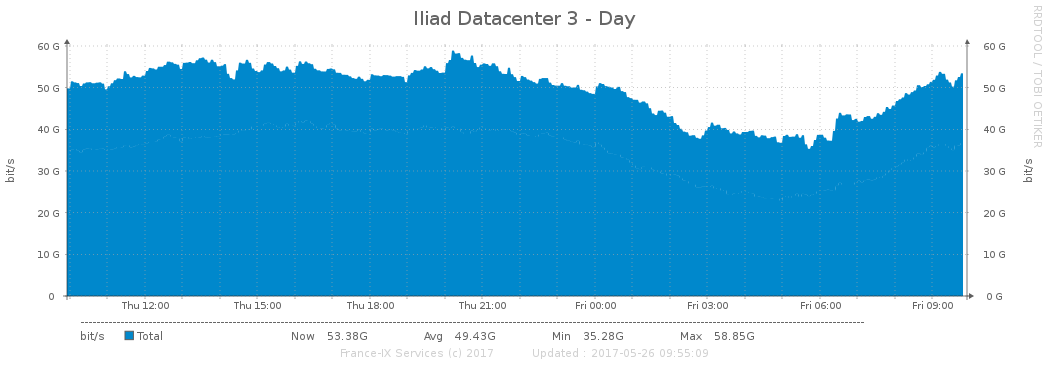 Iliad Datacenter 3 - Day
RRDTOOL / TOBI OETIKER
60 G 60 G
50 G 50 G
40 G 40 G
30 G 30 G
20 G 20 G
10 G 10 G
0 0 G
bit/s bit/s
Thu 12:00 Thu 15:00 Thu 18:00 Thu 21:00 Fri 00:00 Fri 03:00 Fri 06:00 Fri 09:00
bit/s Total Now 53.38G Avg 49.43G Min 35.28G Max 58.85G
France-IX Services (c) 2017 Updated : 2017-05-26 09:55:09